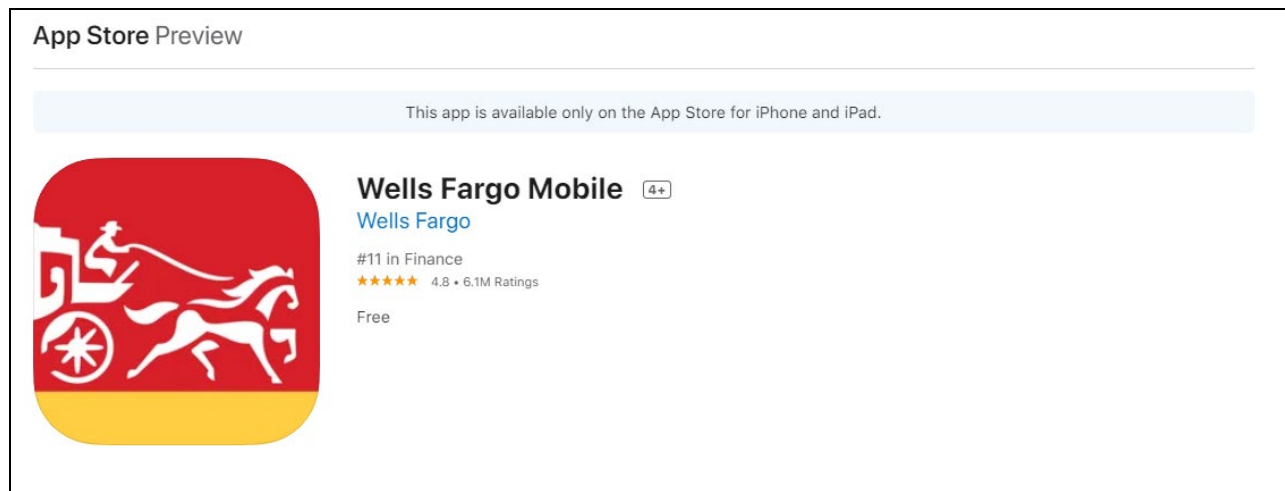 App Store Preview
This app is available only on the App Store for iPhone and iPad.
Wells Fargo Mobile 4+
Wells Fargo
#11 in Finance
★★★★★ 4.8 • 6.1M Ratings
Free